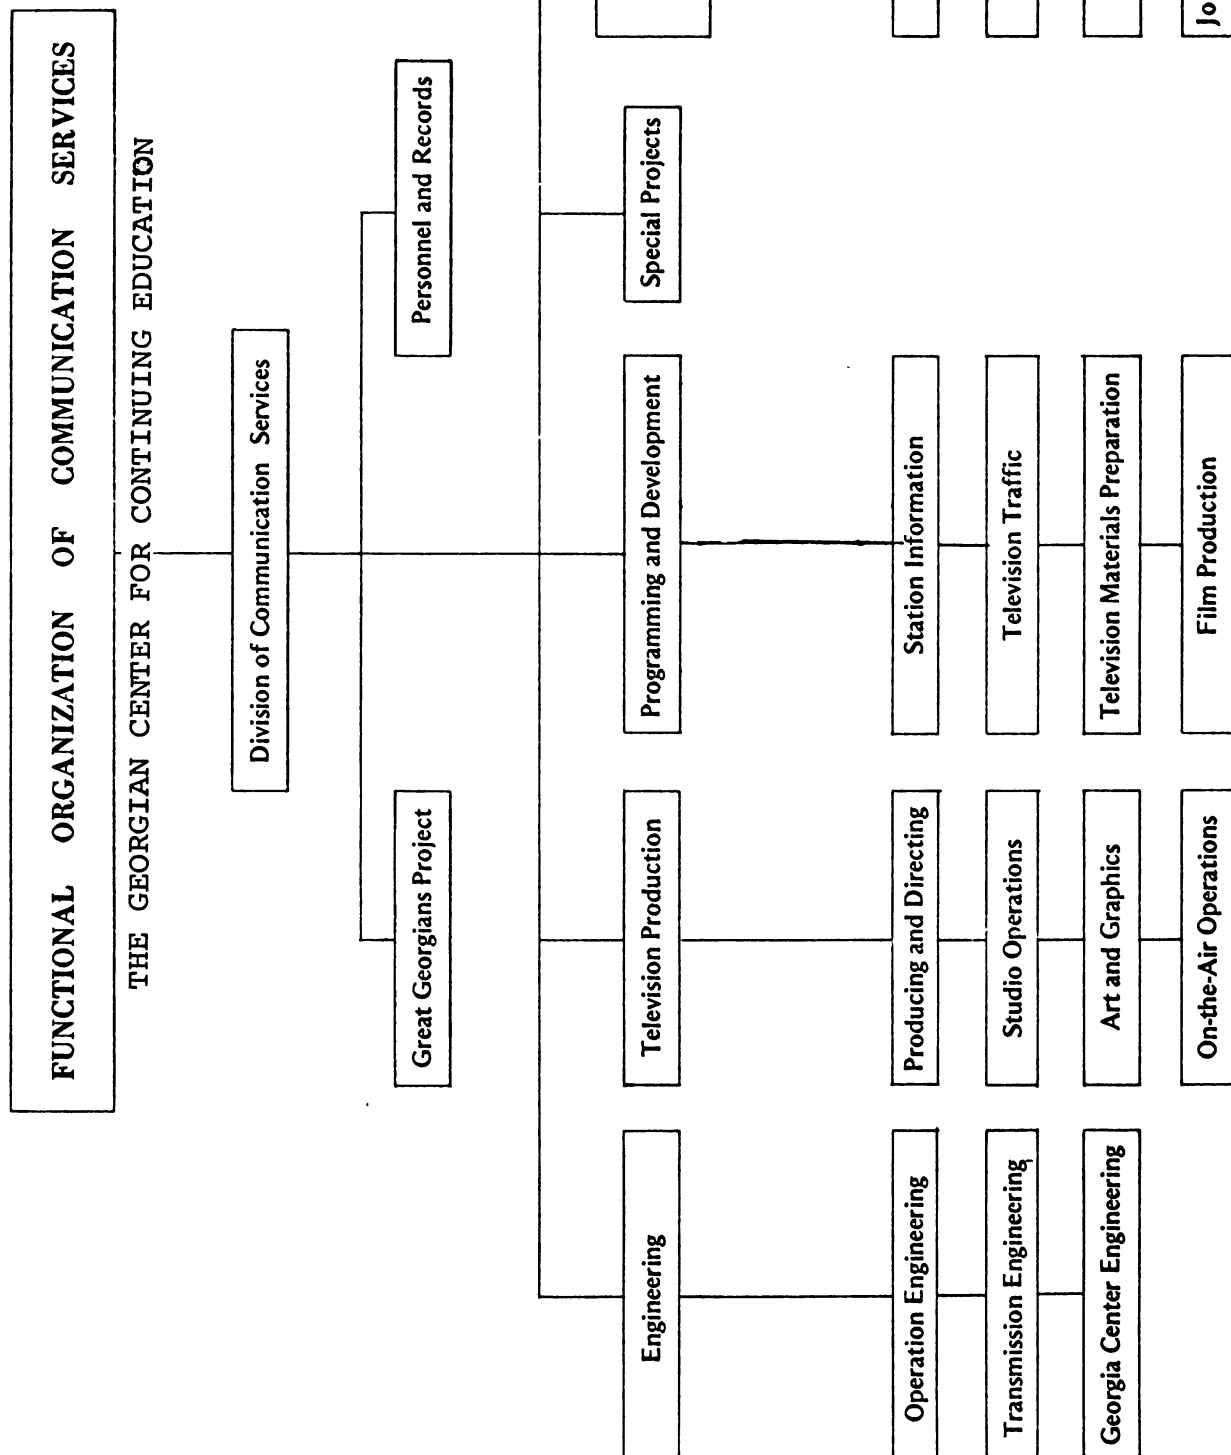 FUNCTIONAL ORGANIZATION OF COMMUNICATION SERVICES
THE GEORGIAN CENTER FOR CONTINUING EDUCATION
Division of Communication Services
Great Georgians Project
Personnel and Records
Engineering
Television Production
Programming and Development
Special Projects
Operation Engineering
Producing and Directing
Station Information
Transmission Engineering
Studio Operations
Television Traffic
Georgia Center Engineering
Art and Graphics
Television Materials Preparation
On-the-Air Operations
Film Production
Jo